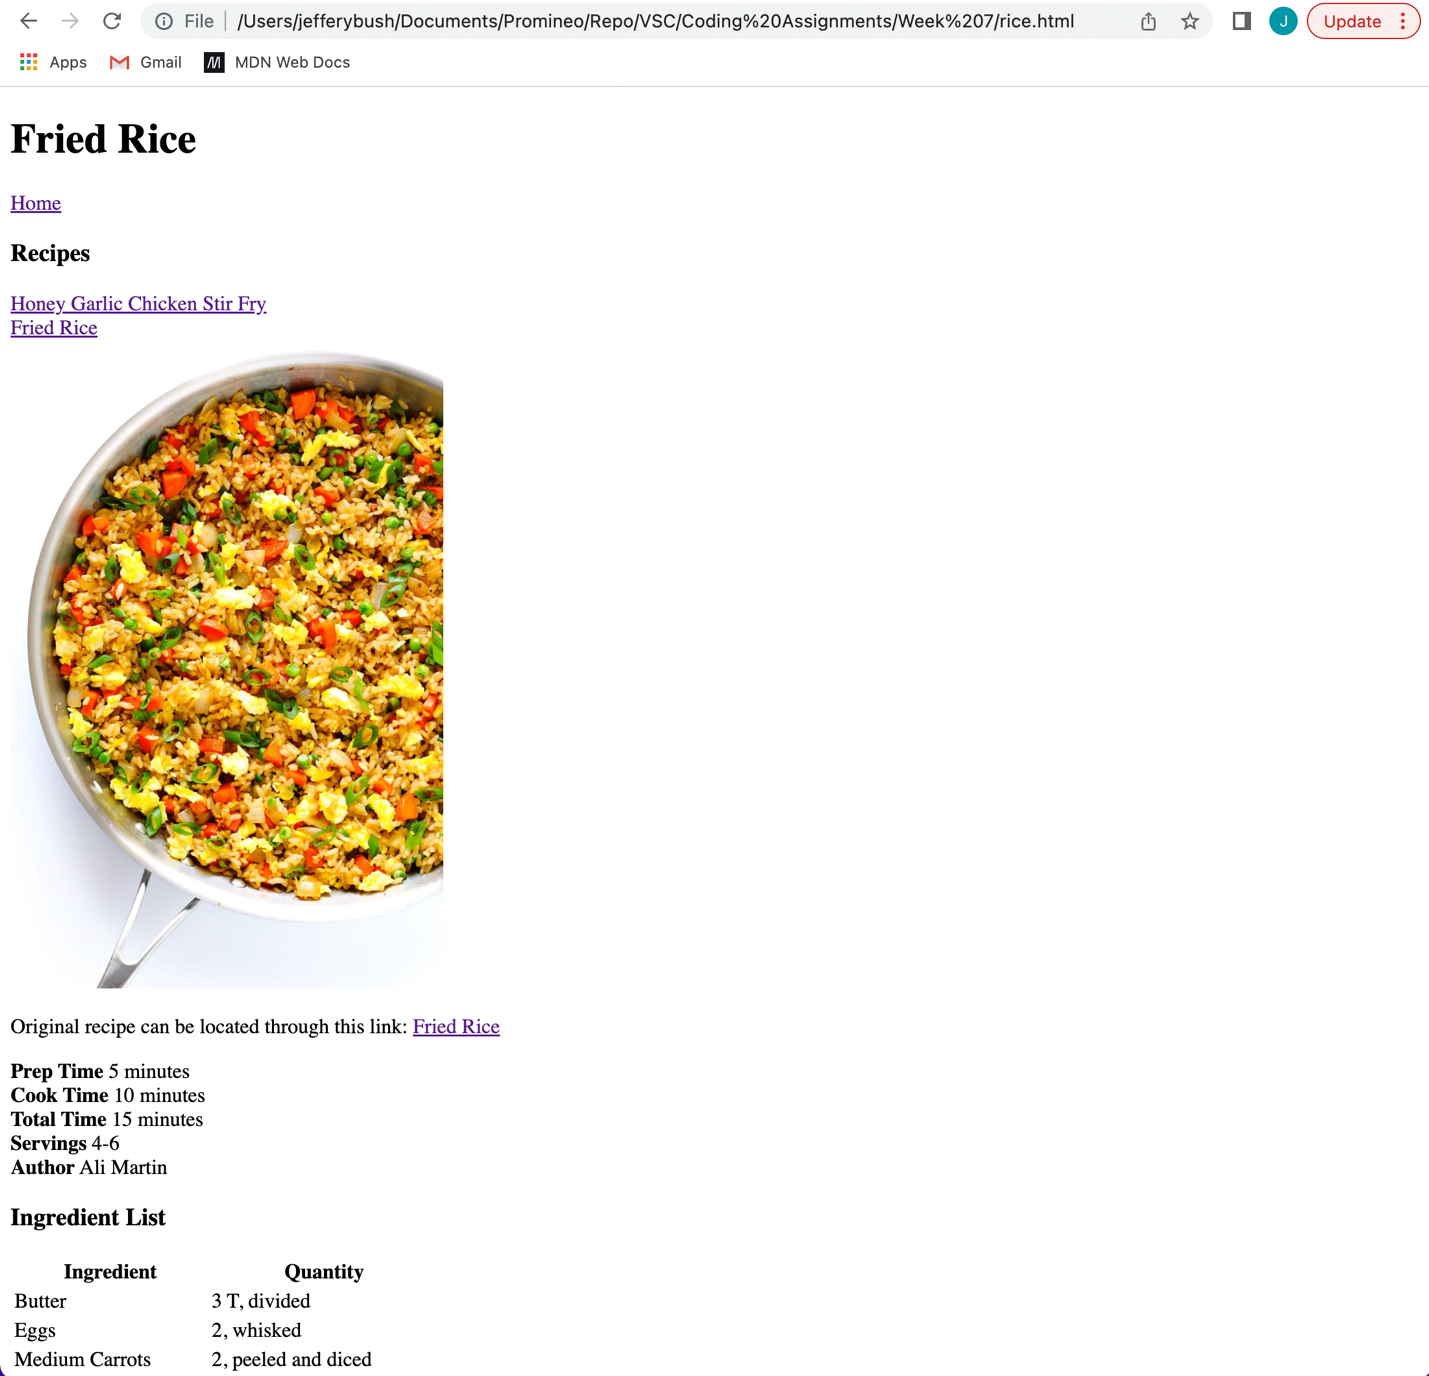 File | /Users/jefferybush/Documents/Promineo/Repo/VSC/Coding%20Assignments/Week%207/rice.html J Update
Apps Gmail MDN Web Docs
Fried Rice
Home
Recipes
Honey Garlic Chicken Stir Fry
Fried Rice
Original recipe can be located through this link: Fried Rice
Prep Time 5 minutes
Cook Time 10 minutes
Total Time 15 minutes
Servings 4-6
Author Ali Martin
Ingredient List
Ingredient Quantity
Butter 3 T, divided
Eggs 2, whisked
Medium Carrots 2, peeled and diced